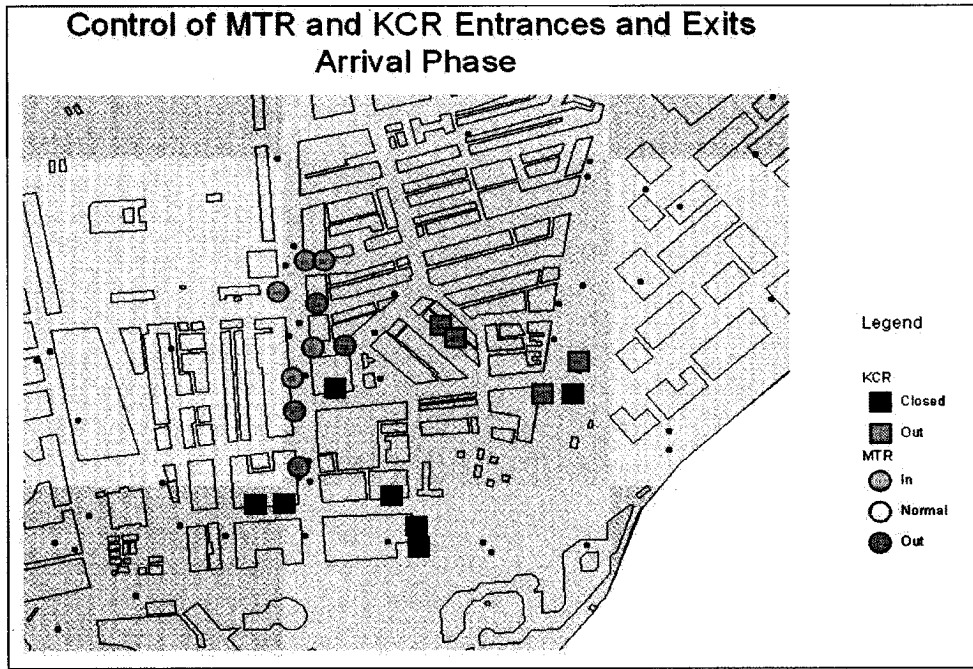 Control of MTR and KCR Entrances and Exits
Arrival Phase
Legend
KCR
Closed
Out
MTR
In
Normal
Out